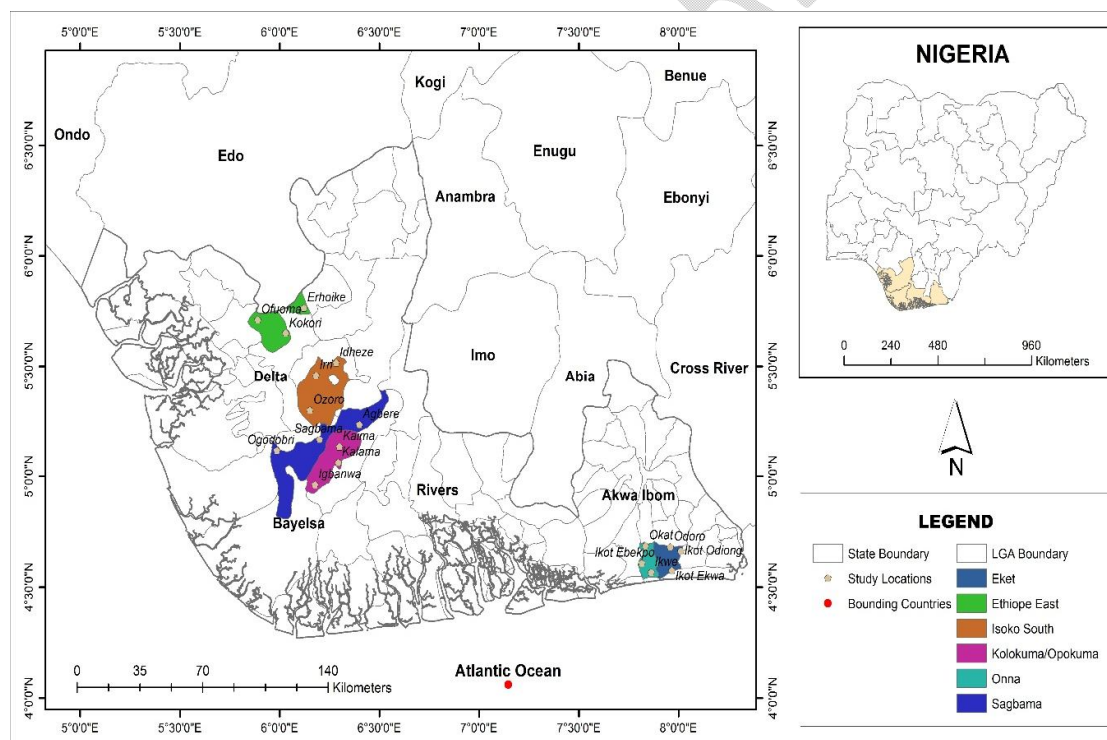 5°0'0"E 5°30'0"E 6°0'0"E 6°30'0"E 7°0'0"E 7°30'0"E 8°0'0"E
6°30'0"N
6°0'0"N
5°30'0"N
5°0'0"N
4°30'0"N
4°0'0"N
Kogi
Benue
Ondo
Edo
Enugu
Anambra
Ebonyi
Erhoike
Ofuoma
Kokori
Idheze
Irri
Imo
Delta
Abia
Cross River
Ozoro
Agbere
Sagbama
Ogodobri
Kaima
Kalama
Igbanwa
Rivers
Akwa Ibom
Bayelsa
Okat Odoro
Ikot Ebekpo
Ikot Odiong
Ikwe
Ikot Ekwa
Atlantic Ocean
0 35 70 140
Kilometers
6°30'0"N
6°0'0"N
5°30'0"N
5°0'0"N
4°30'0"N
4°0'0"N
5°0'0"E 5°30'0"E 6°0'0"E 6°30'0"E 7°0'0"E 7°30'0"E 8°0'0"E
NIGERIA
0 240 480 960
Kilometers
N
LEGEND
State Boundary
Study Locations
Bounding Countries
LGA Boundary
Eket
Ethiope East
Isoko South
Kolokuma/Opokuma
Onna
Sagbama